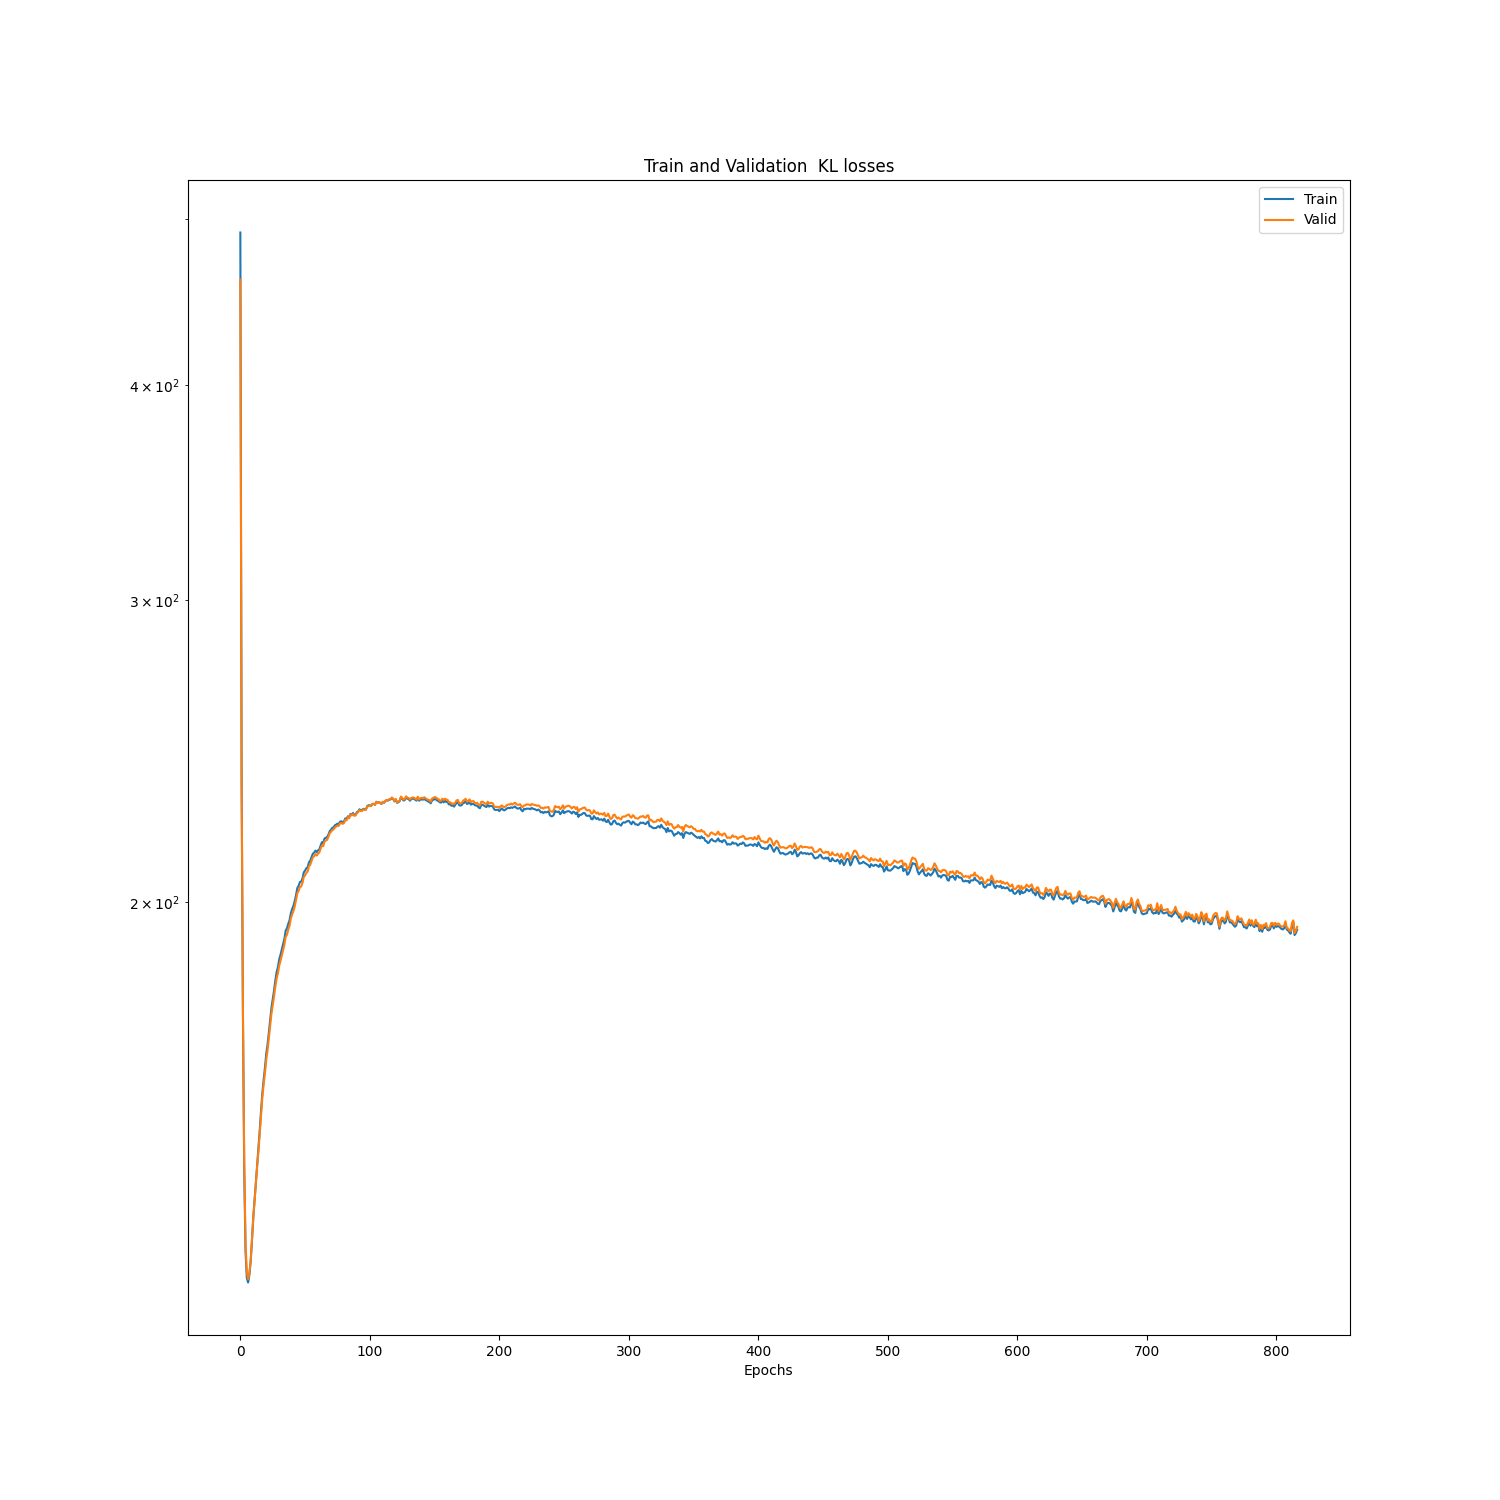 Train and Validation  KL losses
Train
Valid
4 × 10²
3 × 10²
2 × 10²
0 100 200 300 400 500 600 700 800
Epochs